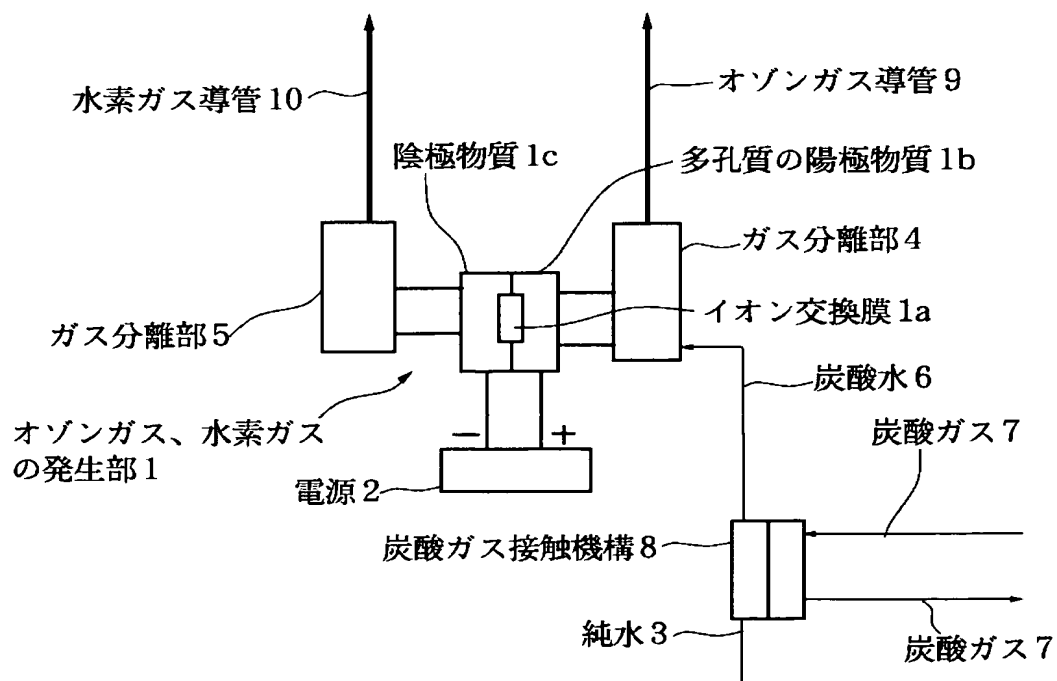 水素ガス導管10
オゾンガス導管9
陰極物質1c
多孔質の陽極物質1b
ガス分離部4
イオン交換膜1a
ガス分離部5
炭酸水6
オゾンガス、水素ガス
の発生部1
− +
電源2
炭酸ガス7
炭酸ガス接触機構8
純水3
炭酸ガス7